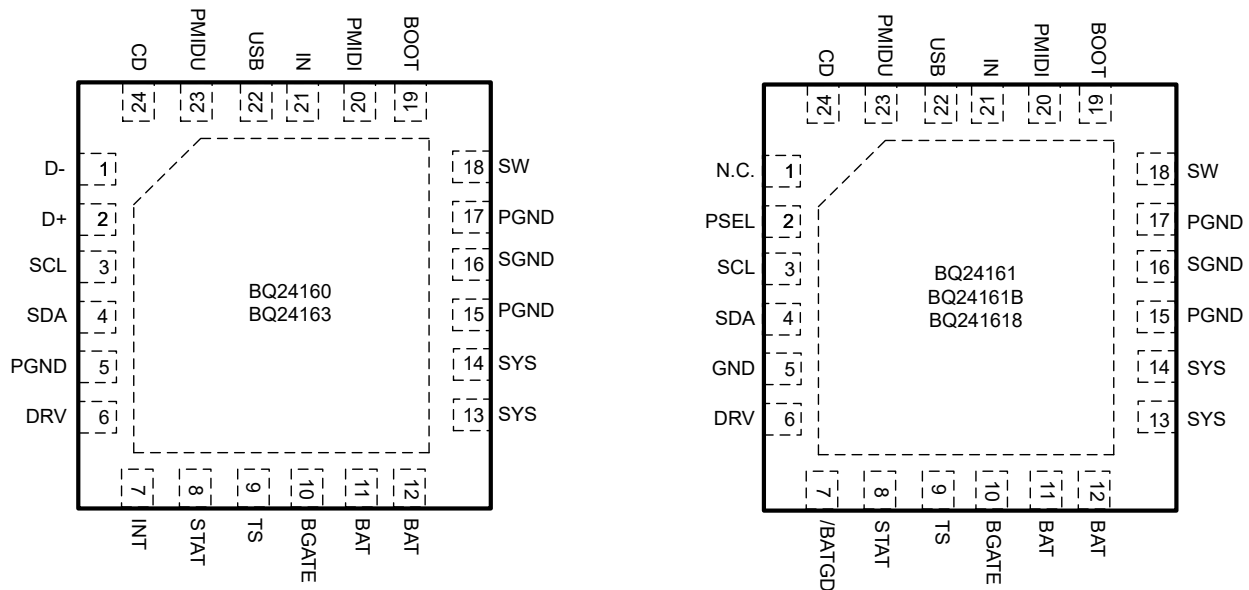 CD PMIDU USB IN PMIDI BOOT
24 23 22 21 20 19
D- 1 18 SW
D+ 2 17 PGND
SCL 3 16 SGND
SDA 4 15 PGND
PGND 5 14 SYS
DRV 6 13 SYS
BQ24160
BQ24163
7 8 9 10 11 12
INT STAT TS BGATE BAT BAT
CD PMIDU USB IN PMIDI BOOT
24 23 22 21 20 19
N.C. 1 18 SW
PSEL 2 17 PGND
SCL 3 16 SGND
SDA 4 15 PGND
GND 5 14 SYS
DRV 6 13 SYS
BQ24161
BQ24161B
BQ241618
7 8 9 10 11 12
/BATGD STAT TS BGATE BAT BAT